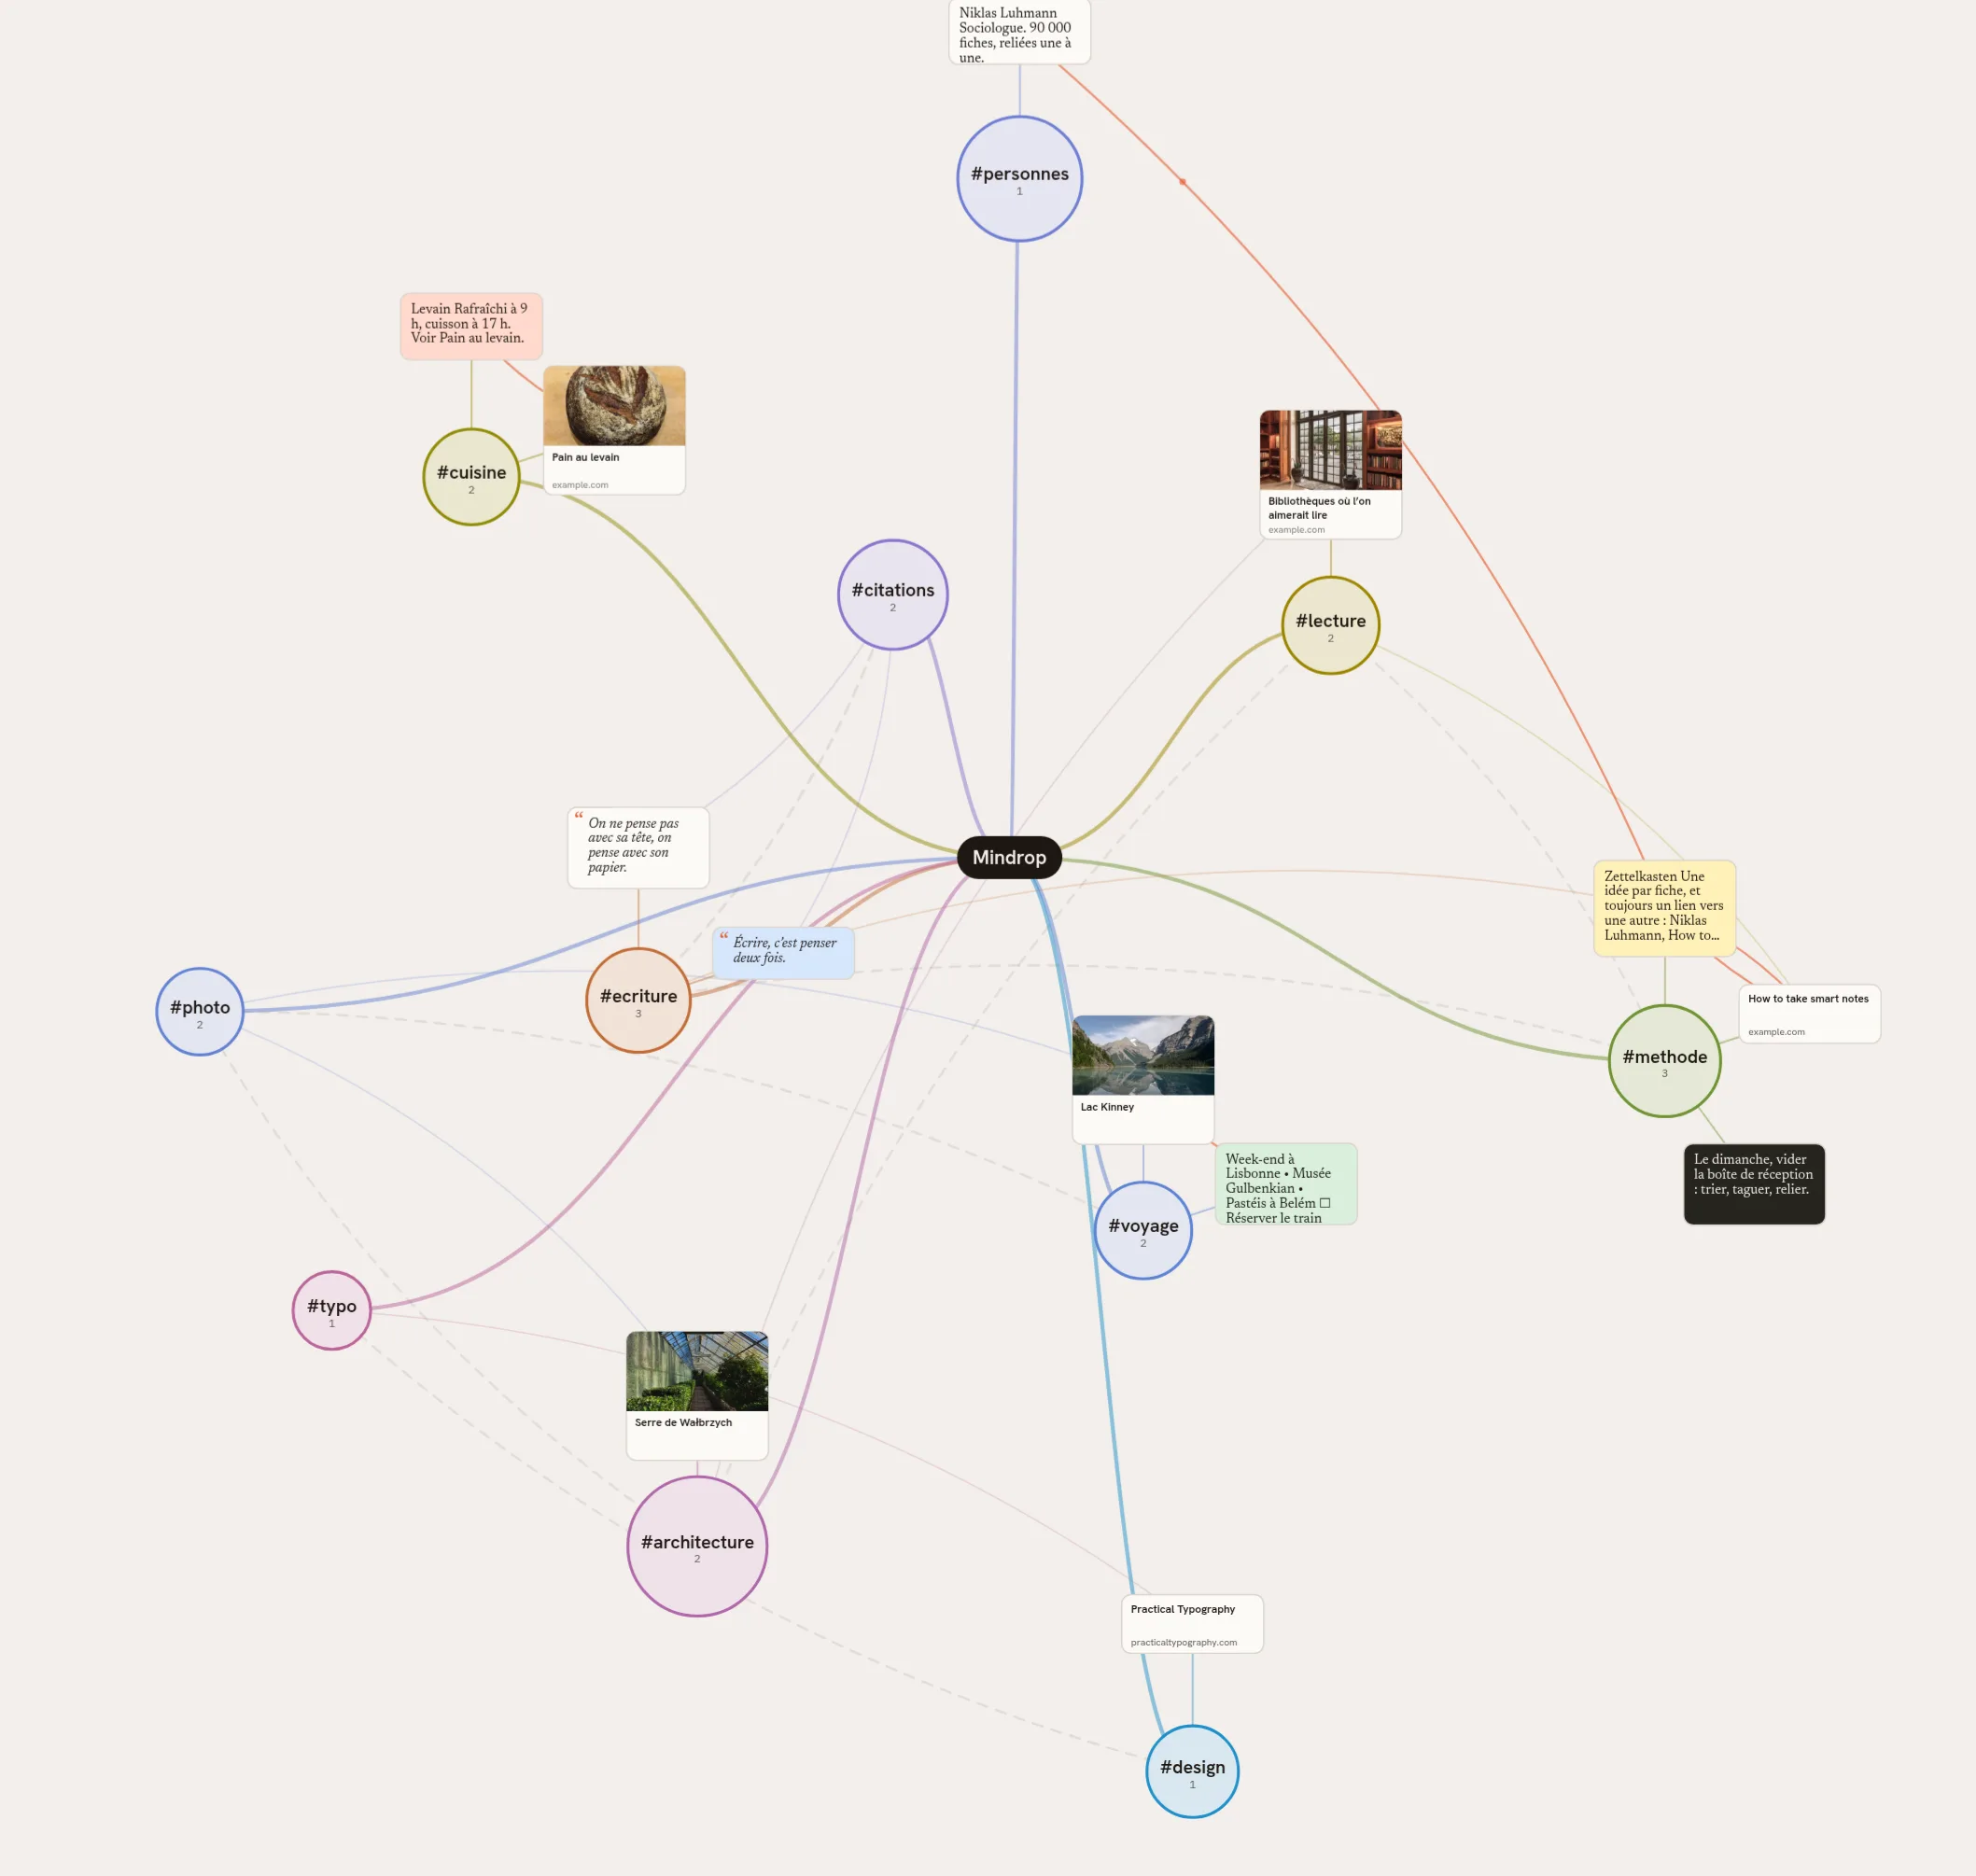 Niklas Luhmann
Sociologue. 90 000
fiches, reliées une à
une.
#personnes
1
Levain Rafraîchi à 9
h, cuisson à 17 h.
Voir Pain au levain.
Pain au levain
example.com
#cuisine
2
Bibliothèques où l'on
aimerait lire
example.com
#citations
2
#lecture
2
“ On ne pense pas
avec sa tête, on
pense avec son
papier.
Mindrop
Zettelkasten Une
idée par fiche, et
toujours un lien vers
une autre : Niklas
Luhmann, How to…
“ Écrire, c'est penser
deux fois.
#photo
2
#ecriture
3
How to take smart notes
example.com
#methode
3
Lac Kinney
Le dimanche, vider
la boîte de réception
: trier, taguer, relier.
Week-end à
Lisbonne • Musée
Gulbenkian •
Pastéis à Belém ☐
Réserver le train
#voyage
2
#typo
1
Serre de Wałbrzych
#architecture
2
Practical Typography
practicaltypography.com
#design
1